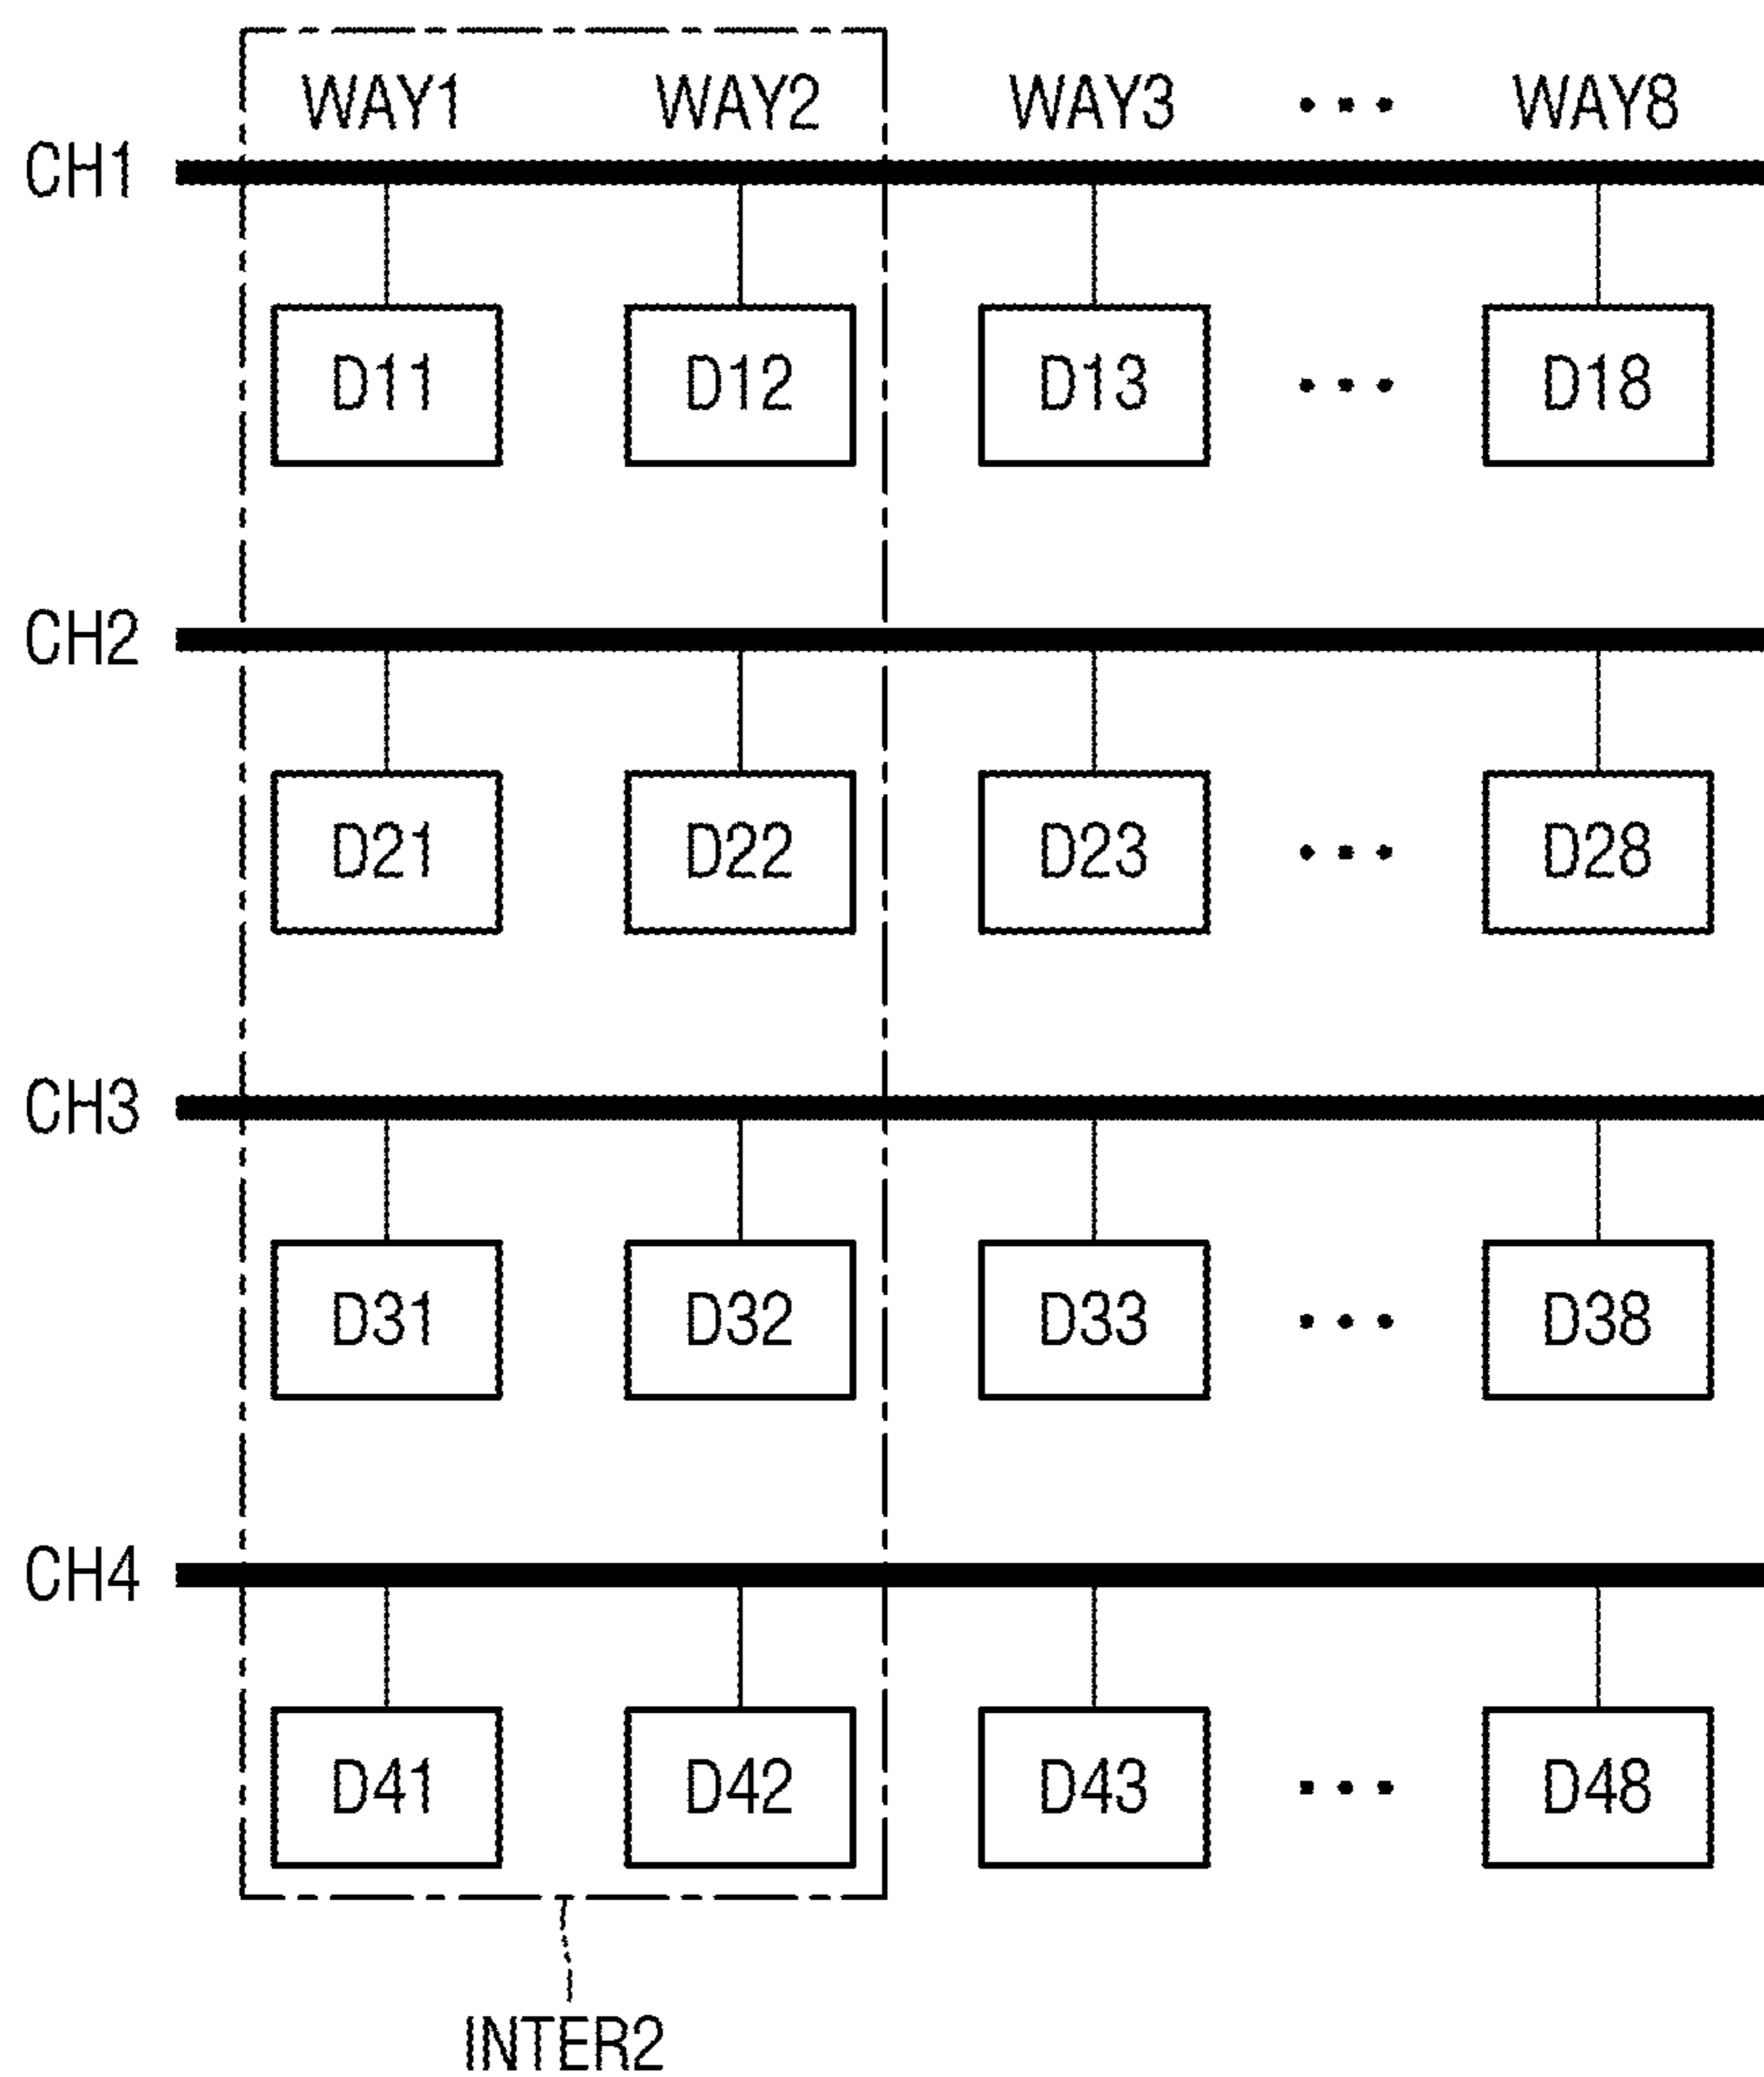 WAY1 WAY2 WAY3 ... WAY8
CH1
D11 D12 D13 ... D18
CH2
D21 D22 D23 ... D28
CH3
D31 D32 D33 ... D38
CH4
D41 D42 D43 ... D48
INTER2